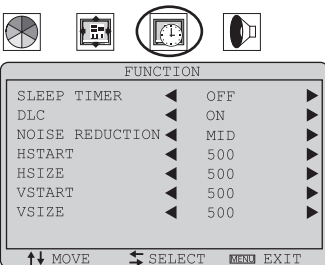 FUNCTION
SLEEP TIMER OFF
DLC ON
NOISE REDUCTION MID
HSTART 500
HSIZE 500
VSTART 500
VSIZE 500
MOVE SELECT MENU EXIT